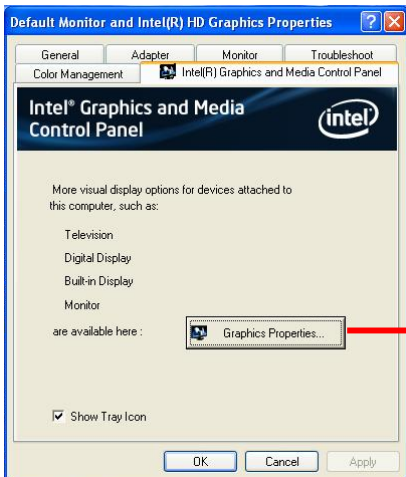 Default Monitor and Intel(R) HD Graphics Properties
General Adapter Monitor Troubleshoot
Color Management Intel(R) Graphics and Media Control Panel
Intel® Graphics and Media
Control Panel
intel
More visual display options for devices attached to
this computer, such as:
Television
Digital Display
Built-in Display
Monitor
are available here :
Graphics Properties...
Show Tray Icon
OK Cancel Apply